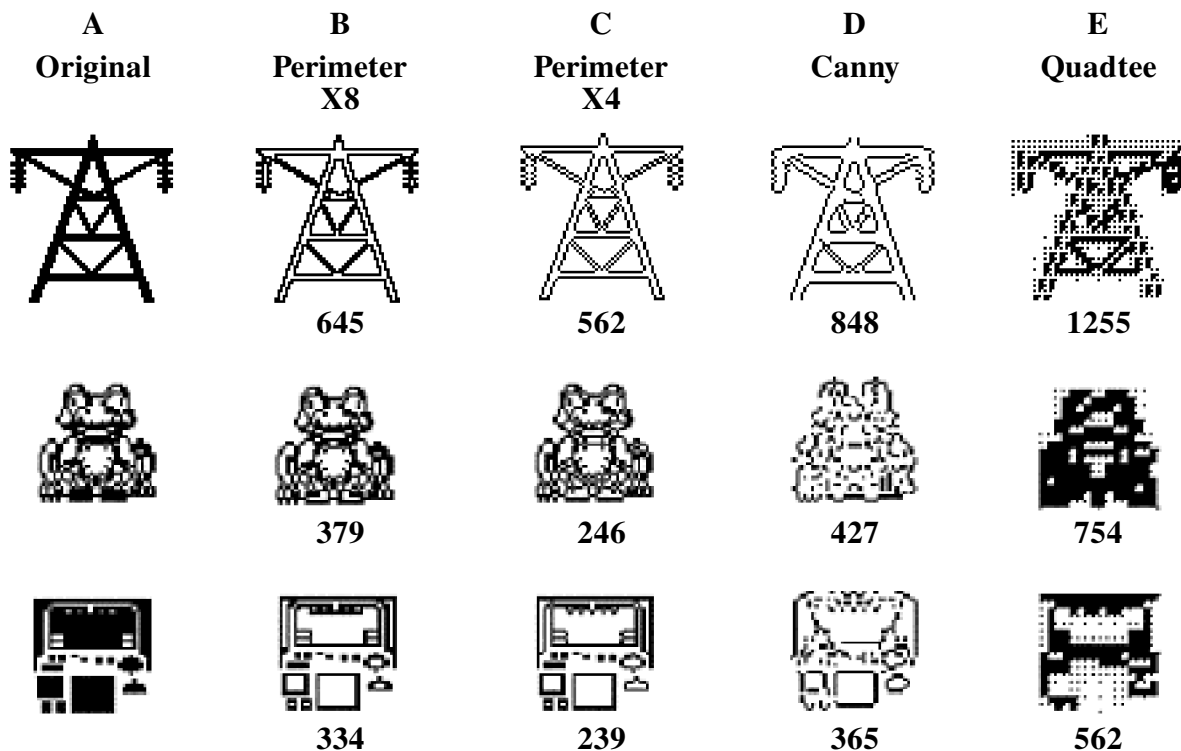 A B C D E
Original Perimeter Perimeter Canny Quadtee
X8 X4
645 562 848 1255
379 246 427 754
334 239 365 562